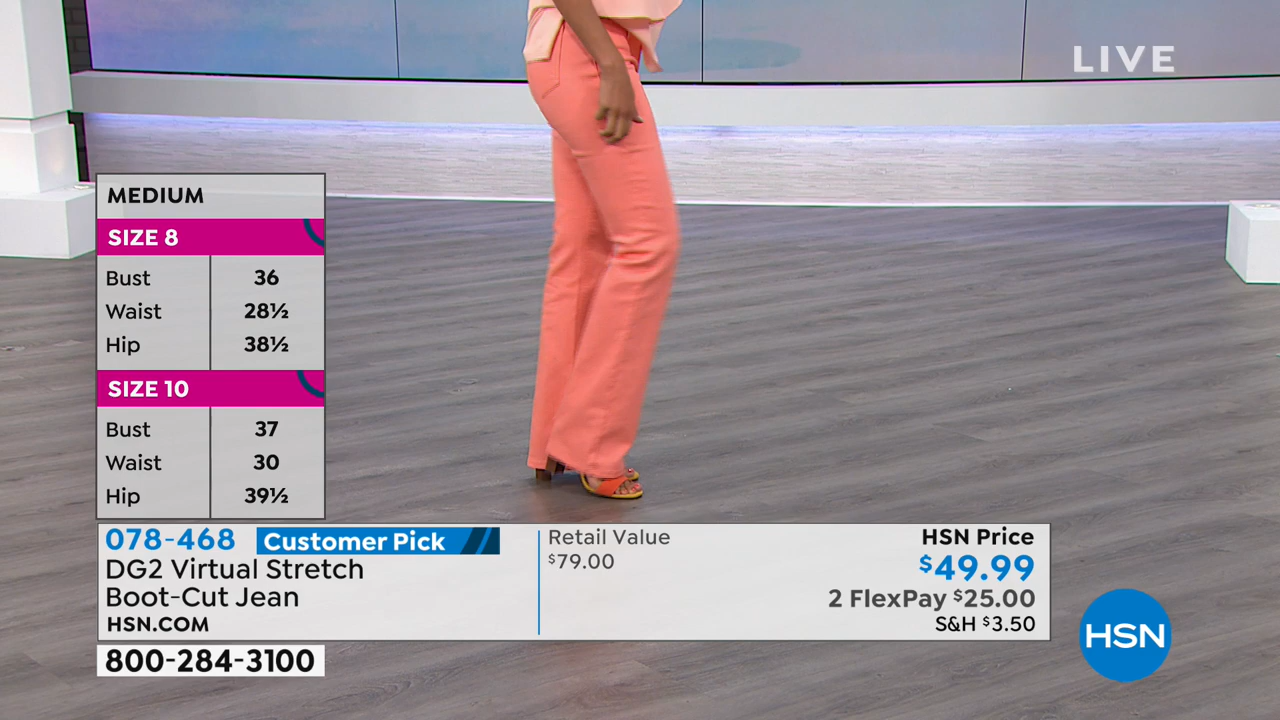 LIVE
MEDIUM
SIZE 8
Bust 36
Waist 28½
Hip 38½
SIZE 10
Bust 37
Waist 30
Hip 39½
078-468 Customer Pick
DG2 Virtual Stretch
Boot-Cut Jean
HSN.COM
Retail Value
$79.00
HSN Price
$49.99
2 FlexPay $25.00
S&H $3.50
800-284-3100
HSN